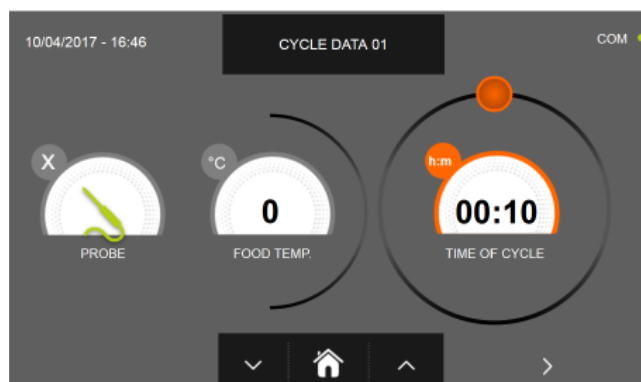 10/04/2017 - 16:46
CYCLE DATA 01
COM
X
°C
h:m
0
00:10
PROBE
FOOD TEMP.
TIME OF CYCLE